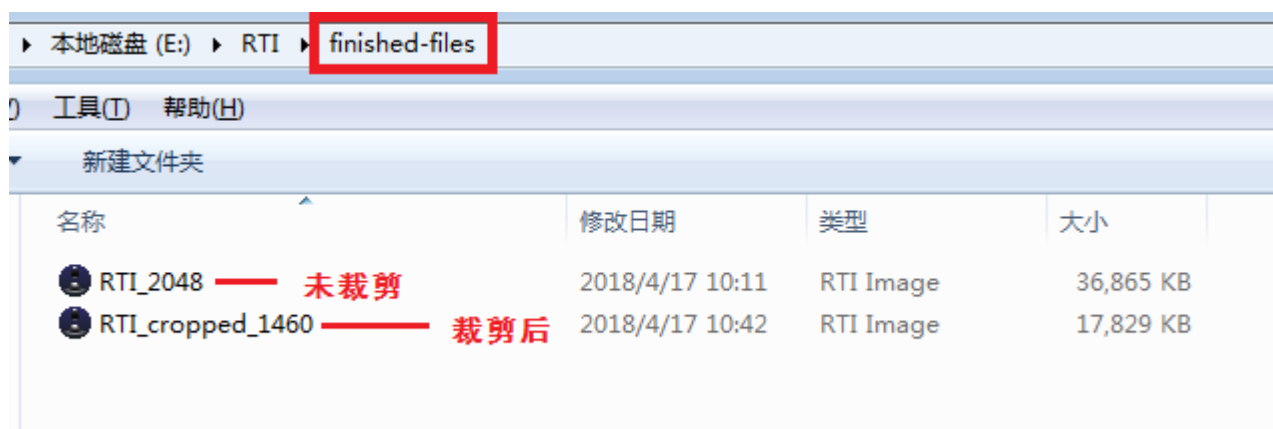 本地磁盘 (E:) ▸ RTI ▸ finished-files
) 工具(T) 帮助(H)
新建文件夹
名称 修改日期 类型 大小
RTI_2048 未裁剪 2018/4/17 10:11 RTI Image 36,865 KB
RTI_cropped_1460 裁剪后 2018/4/17 10:42 RTI Image 17,829 KB